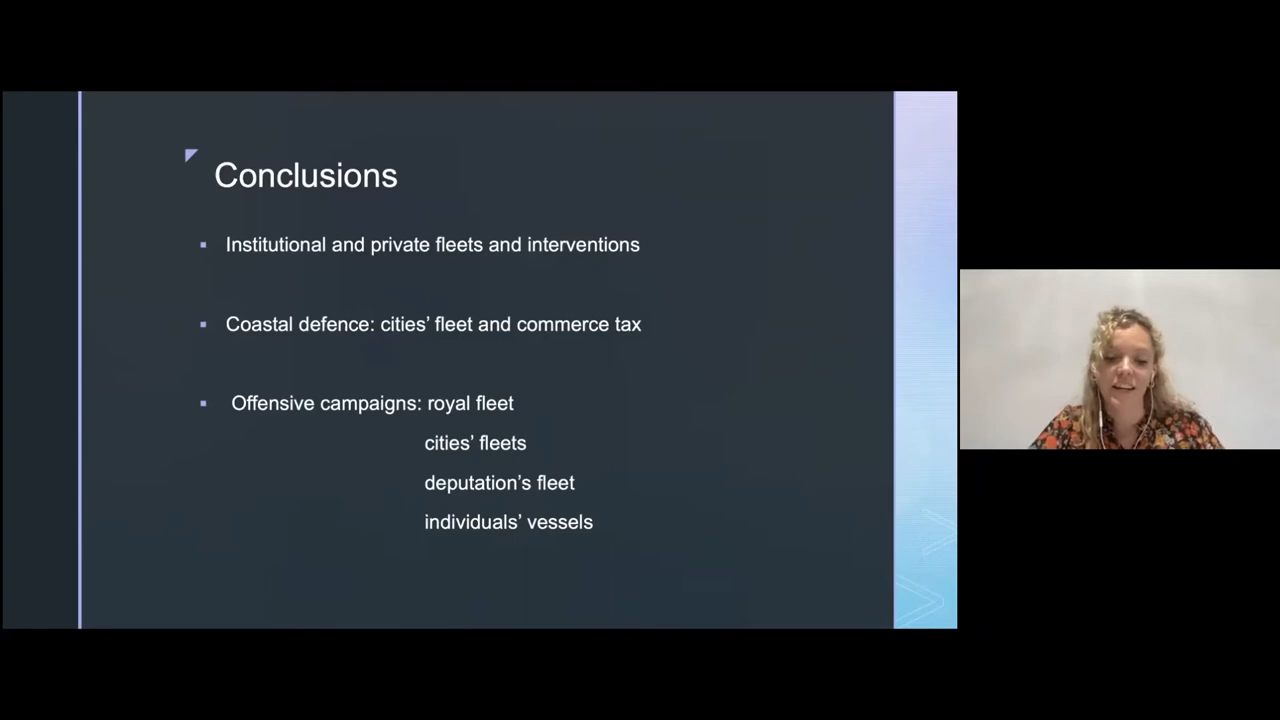 Conclusions
Institutional and private fleets and interventions
Coastal defence: cities’ fleet and commerce tax
Offensive campaigns: royal fleet
cities’ fleets
deputation’s fleet
individuals’ vessels